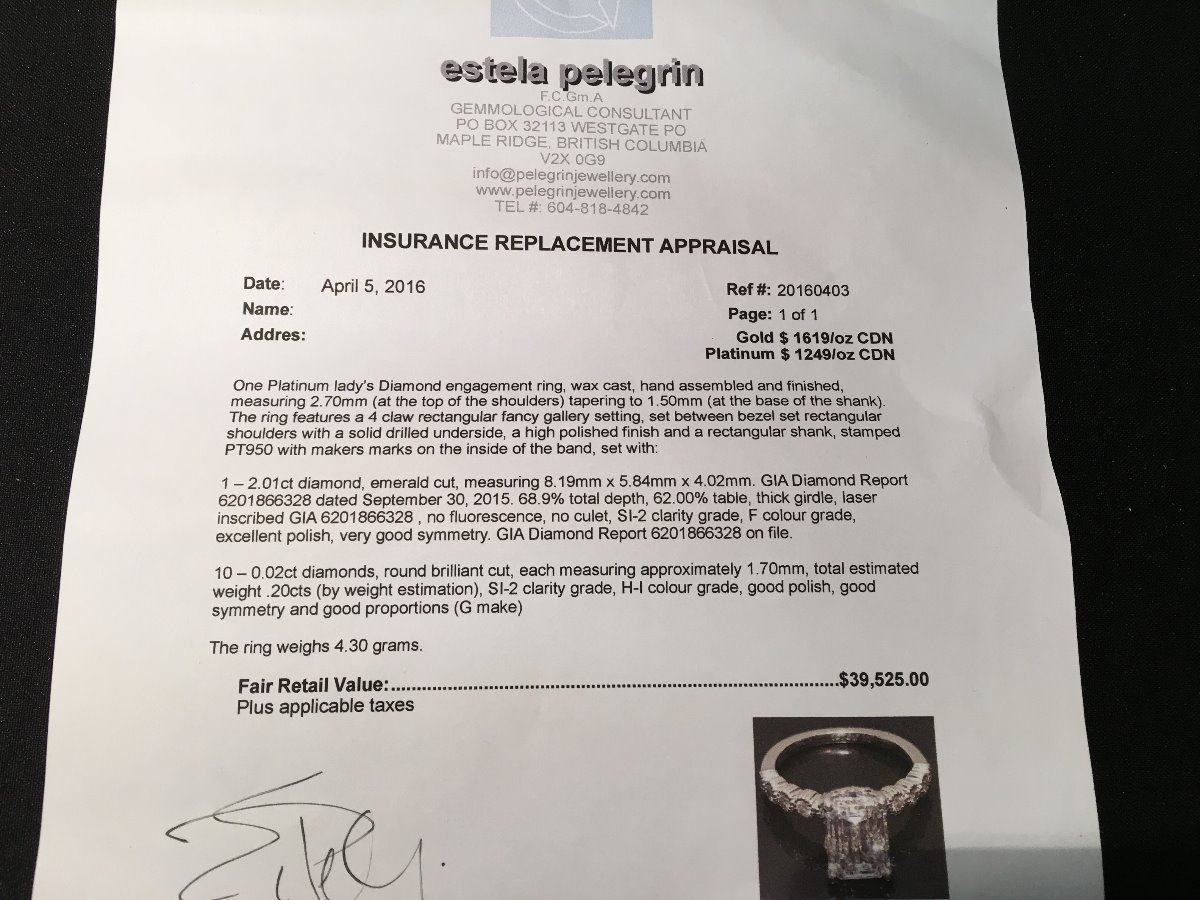 estela pelegrin
F.C.Gm.A
GEMMOLOGICAL CONSULTANT
PO BOX 32113 WESTGATE PO
MAPLE RIDGE, BRITISH COLUMBIA
V2X 0G9
info@pelegrinjewellery.com
www.pelegrinjewellery.com
TEL #: 604-818-4842
INSURANCE REPLACEMENT APPRAISAL
Date: April 5, 2016
Name:
Addres:
Ref #: 20160403
Page: 1 of 1
Gold $ 1619/oz CDN
Platinum $ 1249/oz CDN
One Platinum lady's Diamond engagement ring, wax cast, hand assembled and finished,
measuring 2.70mm (at the top of the shoulders) tapering to 1.50mm (at the base of the shank).
The ring features a 4 claw rectangular fancy gallery setting, set between bezel set rectangular
shoulders with a solid drilled underside, a high polished finish and a rectangular shank, stamped
PT950 with makers marks on the inside of the band, set with:
1 – 2.01ct diamond, emerald cut, measuring 8.19mm x 5.84mm x 4.02mm. GIA Diamond Report
6201866328 dated September 30, 2015. 68.9% total depth, 62.00% table, thick girdle, laser
inscribed GIA 6201866328 , no fluorescence, no culet, SI-2 clarity grade, F colour grade,
excellent polish, very good symmetry. GIA Diamond Report 6201866328 on file.
10 – 0.02ct diamonds, round brilliant cut, each measuring approximately 1.70mm, total estimated
weight .20cts (by weight estimation), SI-2 clarity grade, H-I colour grade, good polish, good
symmetry and good proportions (G make)
The ring weighs 4.30 grams.
Fair Retail Value:..........................................................................................$39,525.00
Plus applicable taxes